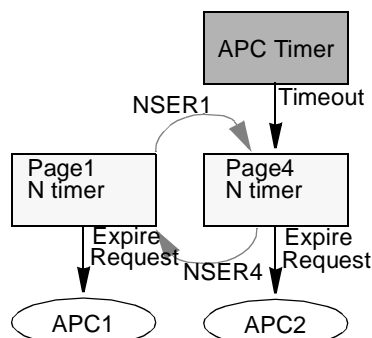 APC Timer
Timeout
NSER1
Page1
N timer
Page4
N timer
Expire
Request
NSER4
Expire
Request
APC1
APC2